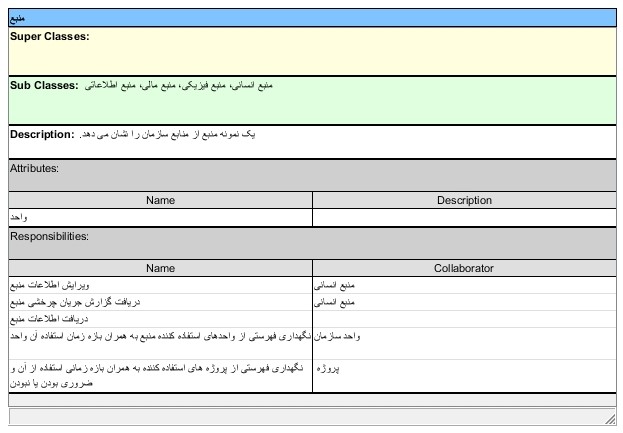 منبع
Super Classes:
Sub Classes: منبع انسانی، منبع فیزیکی، منبع مالی، منبع اطلاعاتی
Description: یک نمونه منبع از منابع سازمان را نشان می دهد.
Attributes:
Name Description
واحد
Responsibilities:
Name Collaborator
ویرایش اطلاعات منبع منبع انسانی
دریافت گزارش جریان چرخشی منبع منبع انسانی
دریافت اطلاعات منبع
نگهداری فهرستی از واحدهای استفاده کننده منبع به همران بازه زمان استفاده آن واحد واحد سازمان
نگهداری فهرستی از پروژه های استفاده کننده به همران بازه زمانی استفاده از آن و پروژه
ضروری بودن یا نبودن